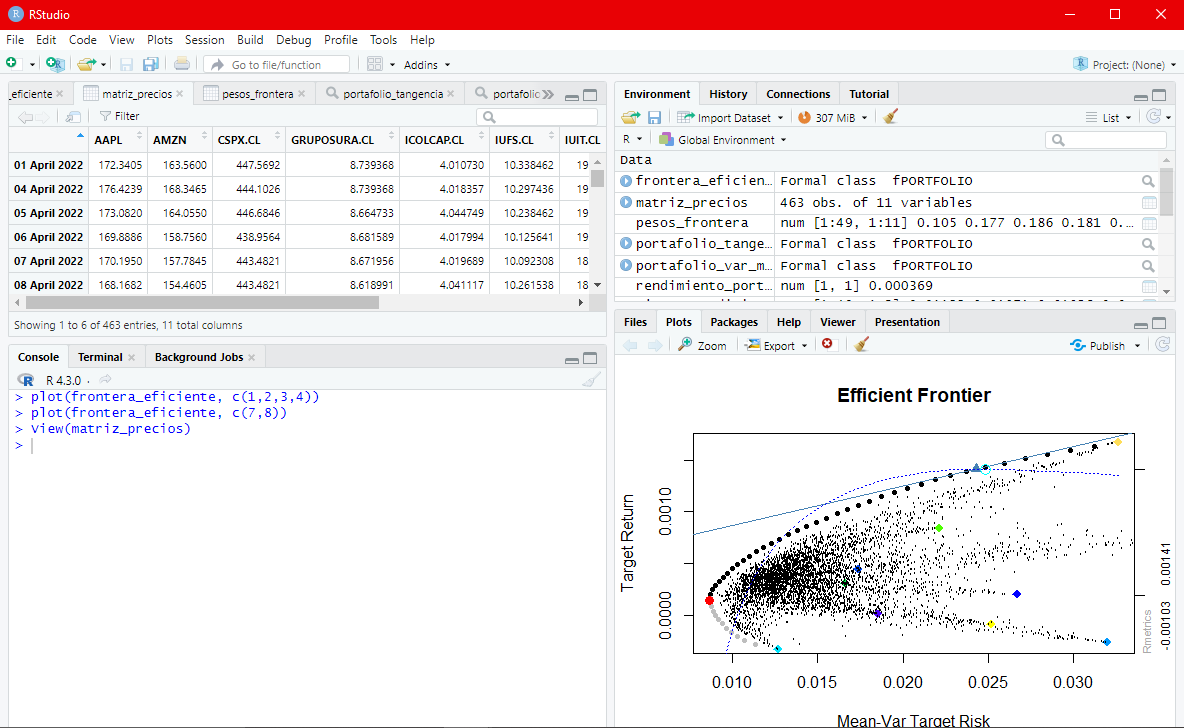 RStudio
File Edit Code View Plots Session Build Debug Profile Tools Help
Go to file/function Addins Project: (None)
_eficiente matriz_precios pesos_frontera portafolio_tangencia portafolio
Filter
AAPL AMZN CSPX.CL GRUPOSURA.CL ICOLCAP.CL IUFS.CL IUIT.CL
01 April 2022 172.3405 163.5600 447.5692 8.739368 4.010730 10.338462 19
04 April 2022 176.4239 168.3465 444.1026 8.739368 4.018357 10.297436 19
05 April 2022 173.0820 164.0550 446.6846 8.664733 4.044749 10.238462 19
06 April 2022 169.8886 158.7560 438.9564 8.681589 4.017994 10.125641 19
07 April 2022 170.1950 157.7845 443.4821 8.671956 4.019689 10.092308 18
08 April 2022 168.1682 154.4605 443.4821 8.618991 4.041117 10.261538 18
Showing 1 to 6 of 463 entries, 11 total columns
Console Terminal Background Jobs
R R 4.3.0 .
> plot(frontera_eficiente, c(1,2,3,4))
> plot(frontera_eficiente, c(7,8))
> View(matriz_precios)
>
Environment History Connections Tutorial
Import Dataset 307 MiB List
R Global Environment
Data
frontera_eficien… Formal class fPORTFOLIO
matriz_precios 463 obs. of 11 variables
pesos_frontera num [1:49, 1:11] 0.105 0.177 0.186 0.181 0.…
portafolio_tange… Formal class fPORTFOLIO
portafolio_var_m… Formal class fPORTFOLIO
rendimiento_port… num [1, 1] 0.000369
Files Plots Packages Help Viewer Presentation
Zoom Export Publish
Efficient Frontier
Target Return
0.0010
0.0000
0.00141
-0.00103
Rmetrics
0.010 0.015 0.020 0.025 0.030
Mean-Var Target Risk